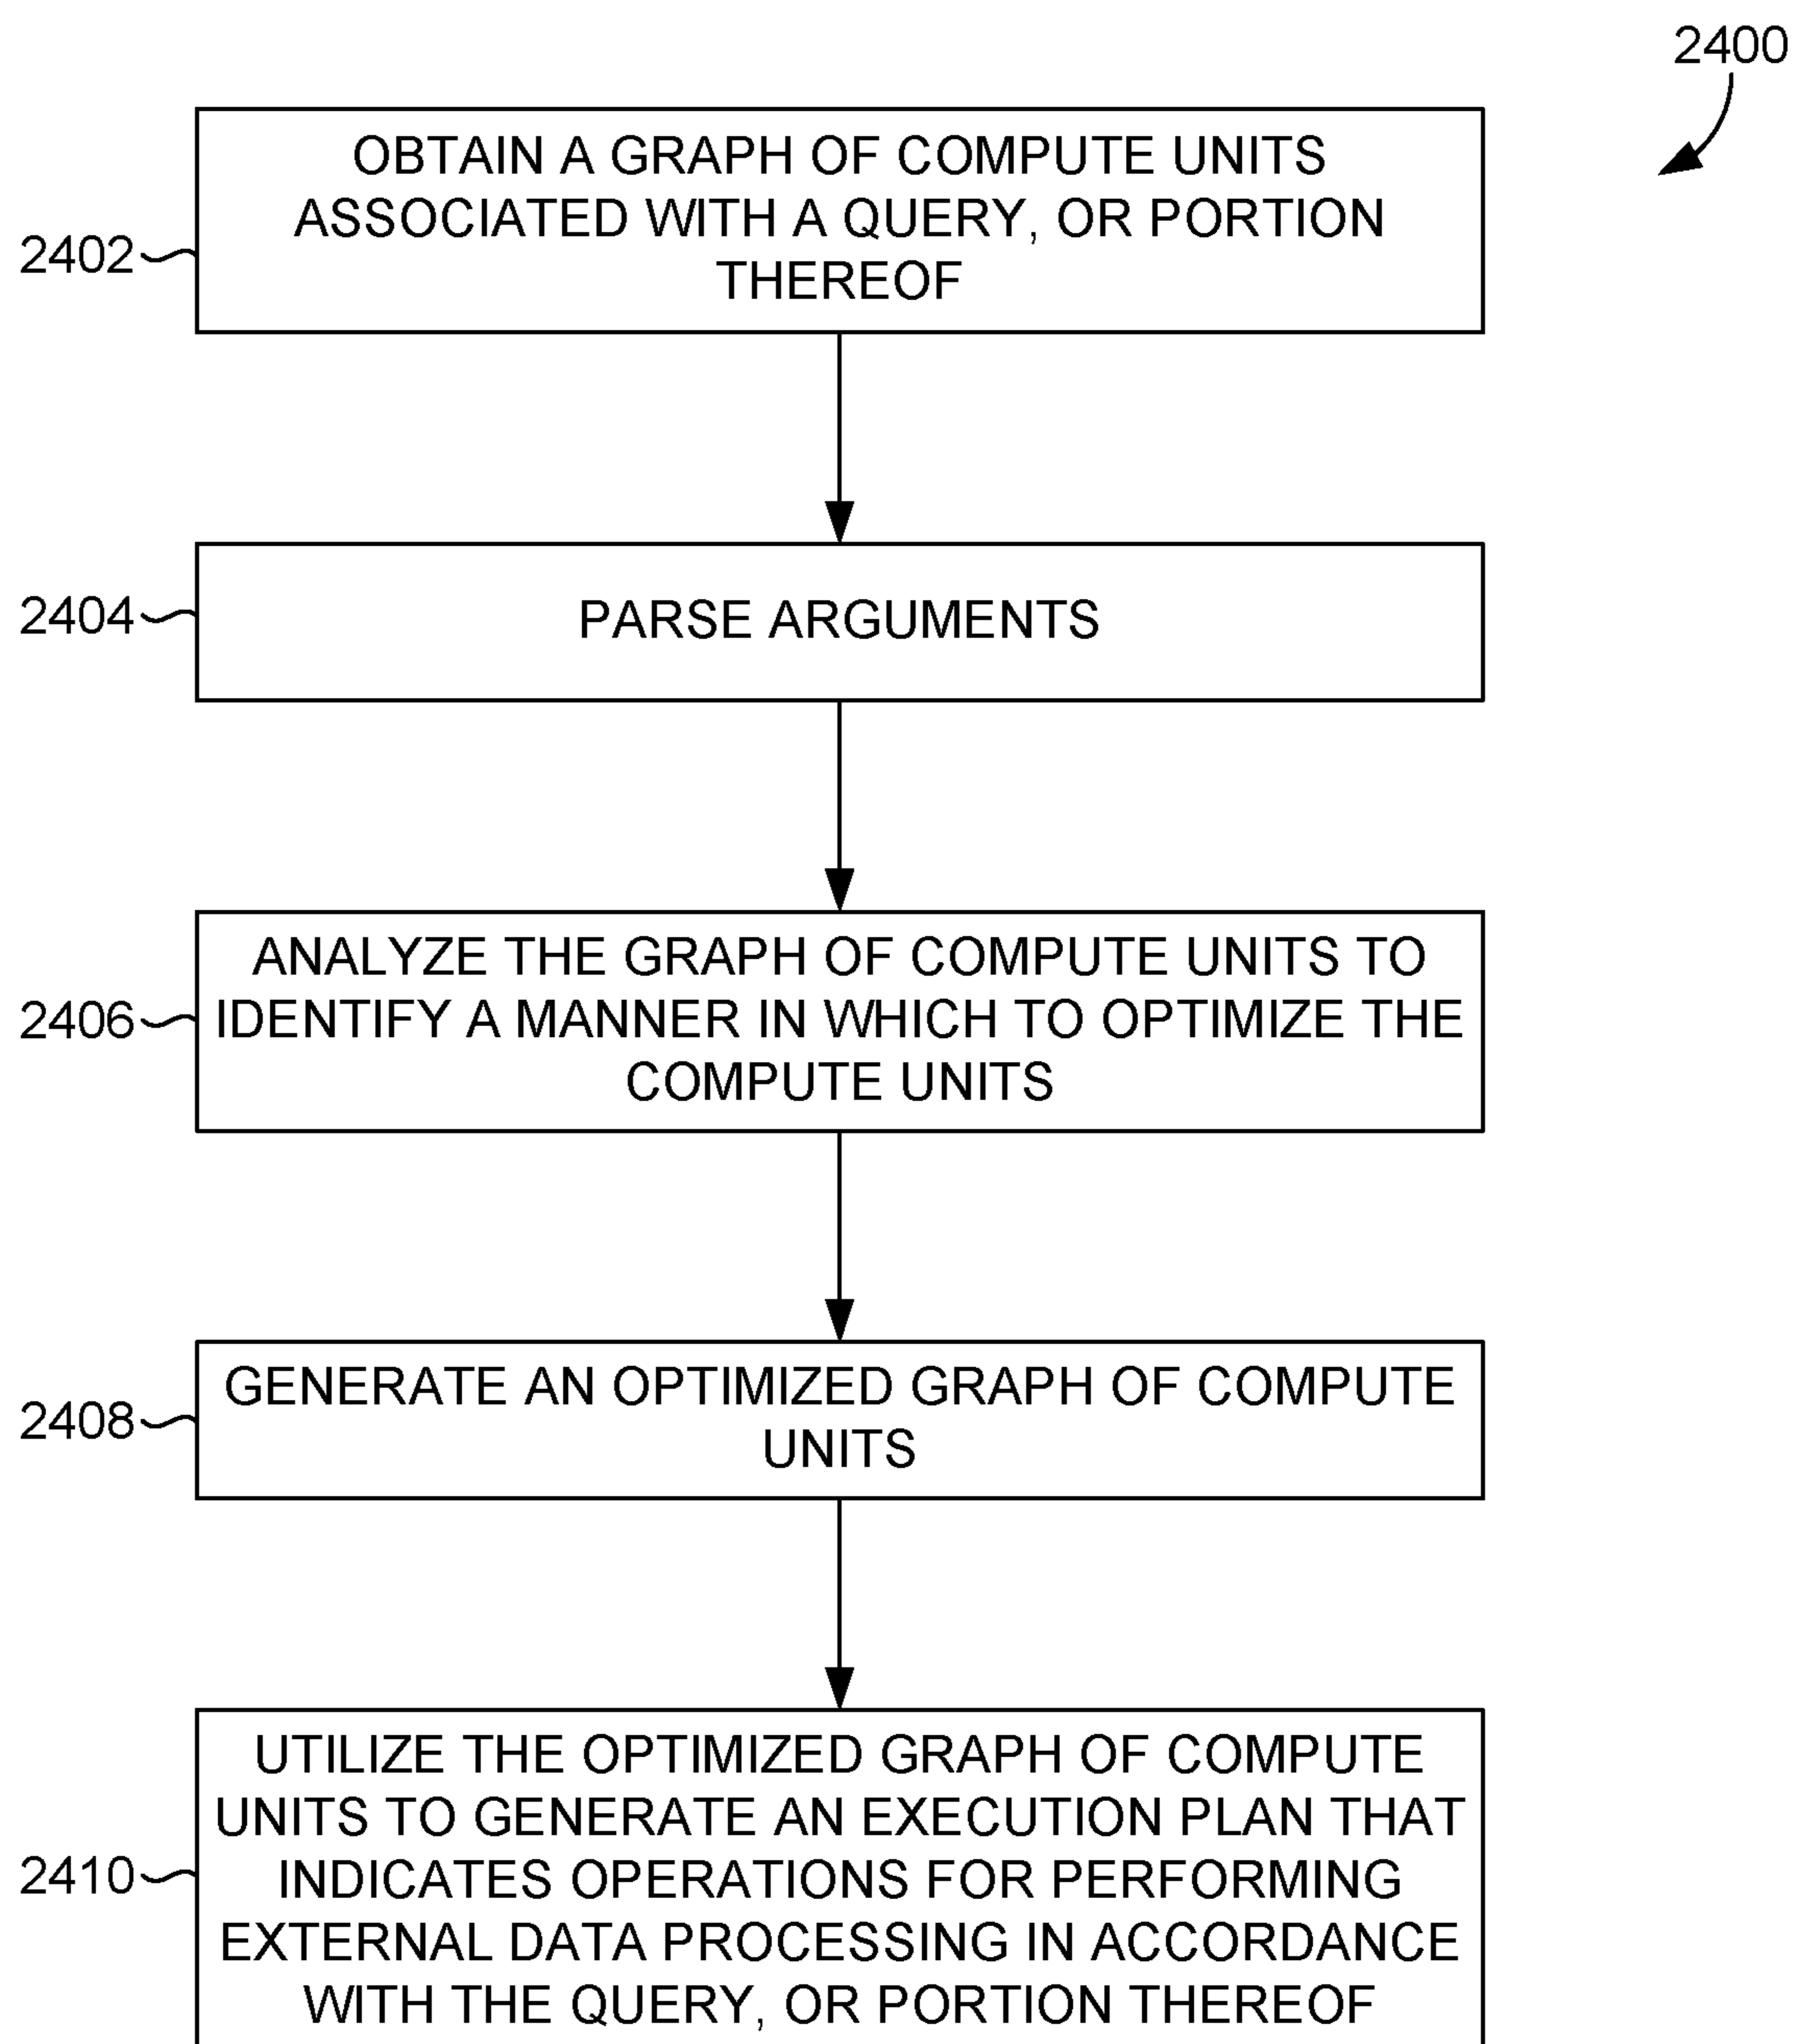 2400
OBTAIN A GRAPH OF COMPUTE UNITS
ASSOCIATED WITH A QUERY, OR PORTION
THEREOF
2402
2404
PARSE ARGUMENTS
ANALYZE THE GRAPH OF COMPUTE UNITS TO
IDENTIFY A MANNER IN WHICH TO OPTIMIZE THE
COMPUTE UNITS
2406
GENERATE AN OPTIMIZED GRAPH OF COMPUTE
UNITS
2408
UTILIZE THE OPTIMIZED GRAPH OF COMPUTE
UNITS TO GENERATE AN EXECUTION PLAN THAT
INDICATES OPERATIONS FOR PERFORMING
EXTERNAL DATA PROCESSING IN ACCORDANCE
WITH THE QUERY, OR PORTION THEREOF
2410